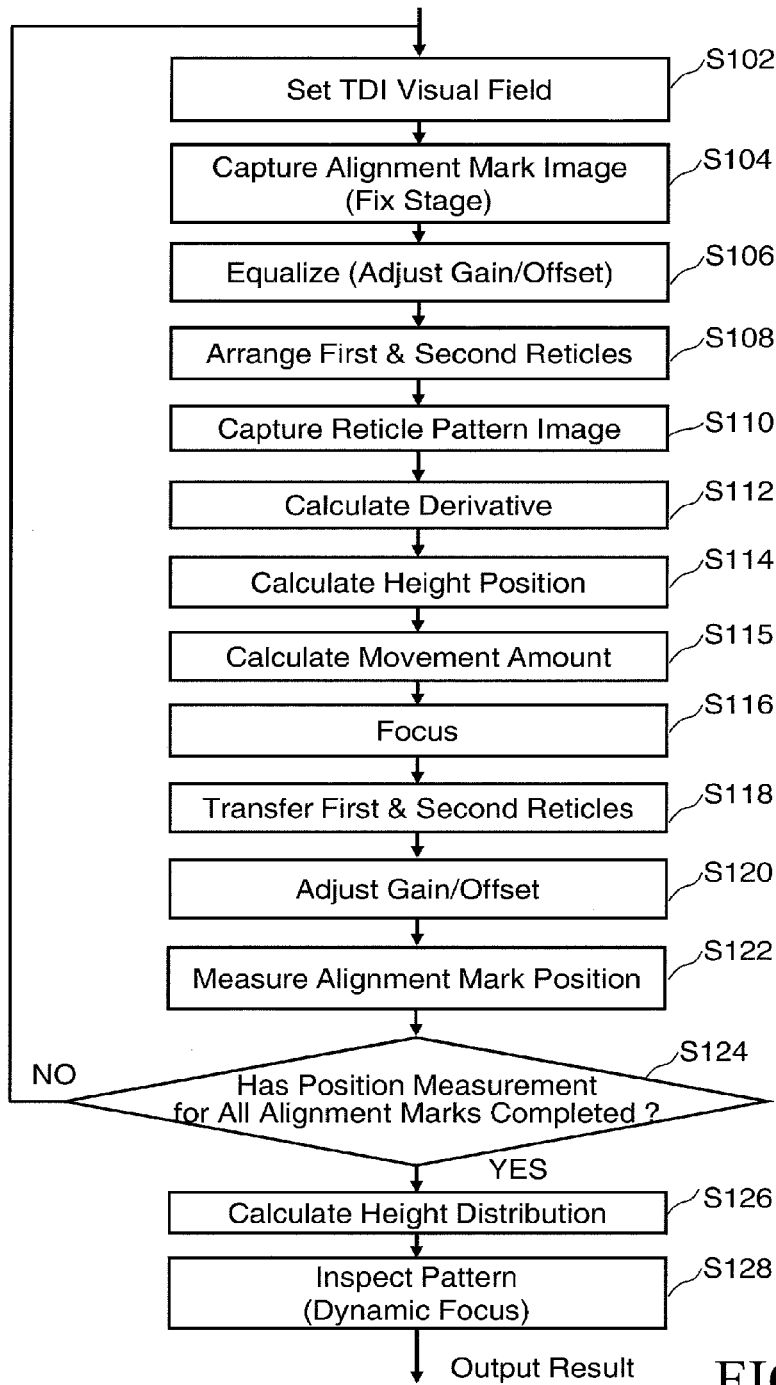 S102
Set TDI Visual Field
S104
Capture Alignment Mark Image
(Fix Stage)
S106
Equalize (Adjust Gain/Offset)
S108
Arrange First & Second Reticles
S110
Capture Reticle Pattern Image
S112
Calculate Derivative
S114
Calculate Height Position
S115
Calculate Movement Amount
S116
Focus
S118
Transfer First & Second Reticles
S120
Adjust Gain/Offset
S122
Measure Alignment Mark Position
S124
NO
Has Position Measurement
for All Alignment Marks Completed ?
YES
S126
Calculate Height Distribution
S128
Inspect Pattern
(Dynamic Focus)
Output Result